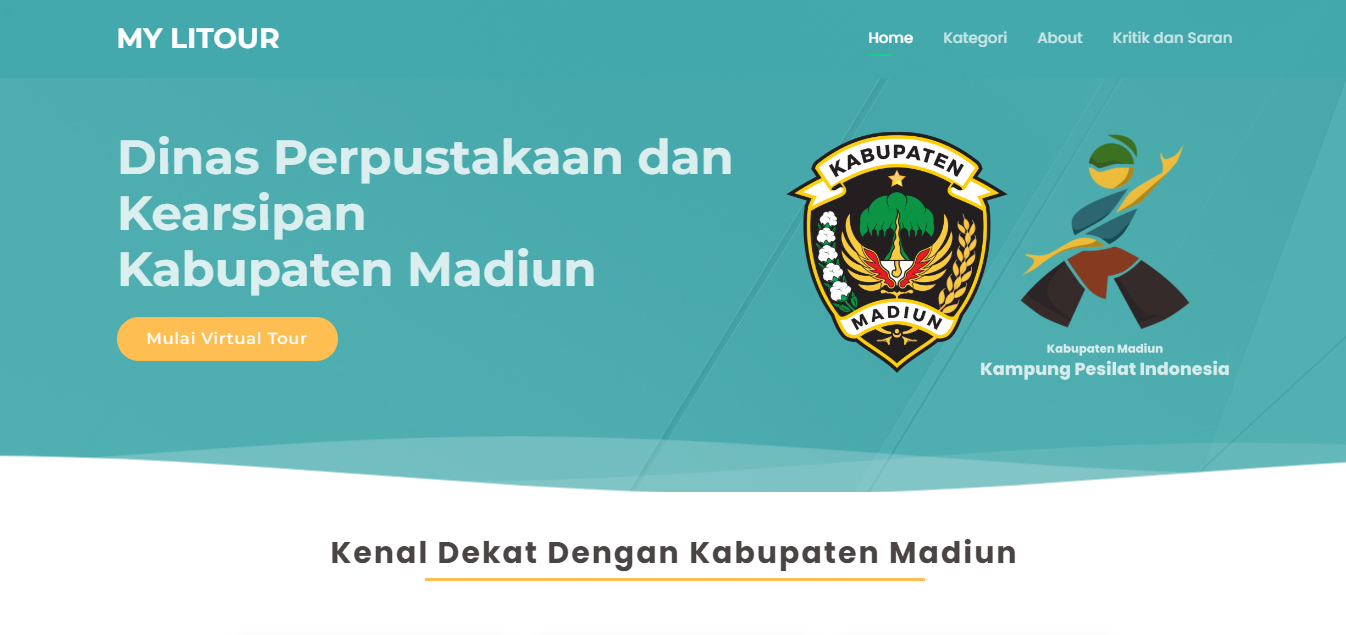 MY LITOUR
Home
Kategori
About
Kritik dan Saran
Dinas Perpustakaan dan
Kearsipan
Kabupaten Madiun
Mulai Virtual Tour
KABUPATEN
MADIUN
Kabupaten Madiun
Kampung Pesilat Indonesia
Kenal Dekat Dengan Kabupaten Madiun